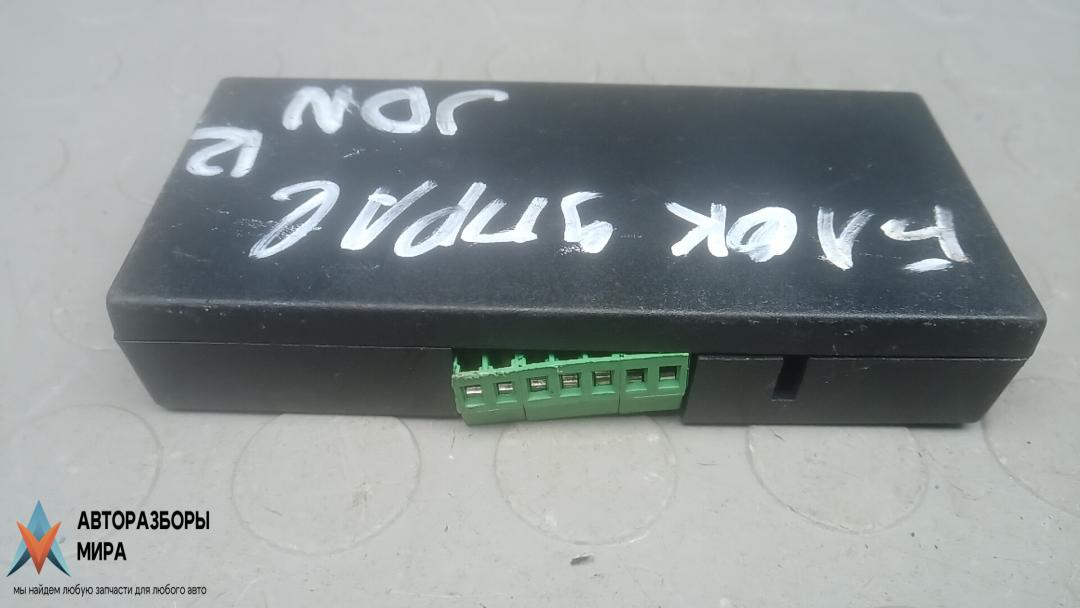 БЛОК УПРАВ
АВТОРАЗБОРЫ
МИРА
мы найдем любую запчасти для любого авто